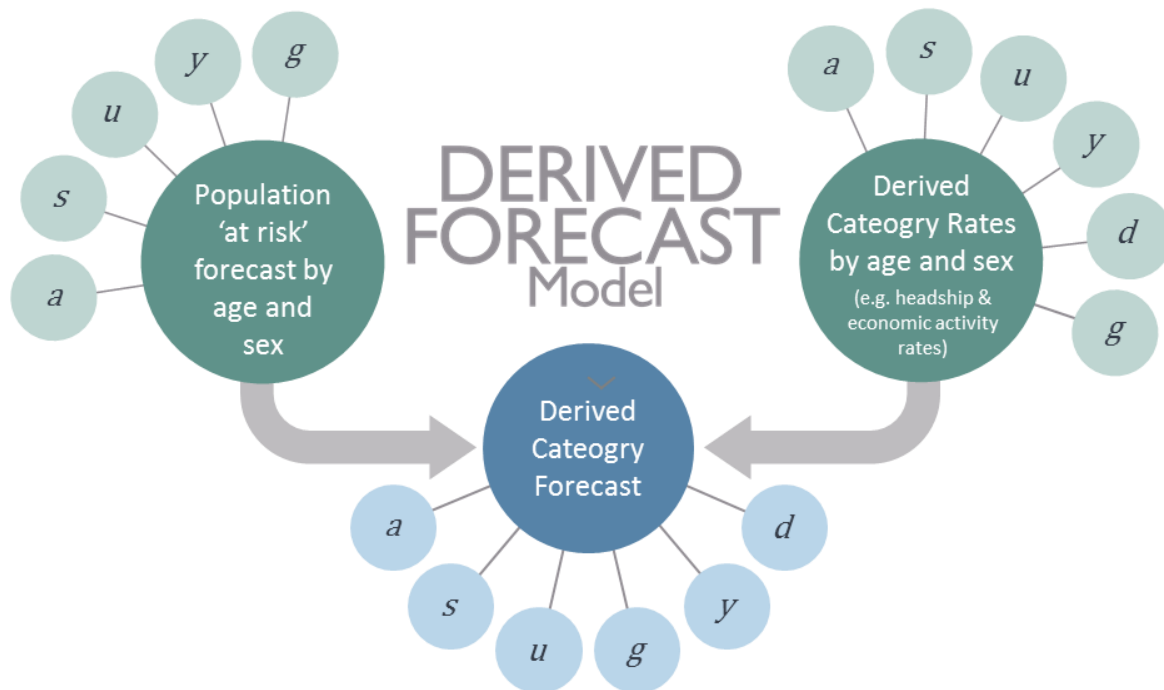 g
y
u
s
a
Population
‘at risk’
forecast by
age and
sex
DERIVED
FORECAST
Model
a
s
u
y
d
g
Derived
Cateogry Rates
by age and sex
(e.g. headship &
economic activity
rates)
Derived
Cateogry
Forecast
a
s
u
g
y
d